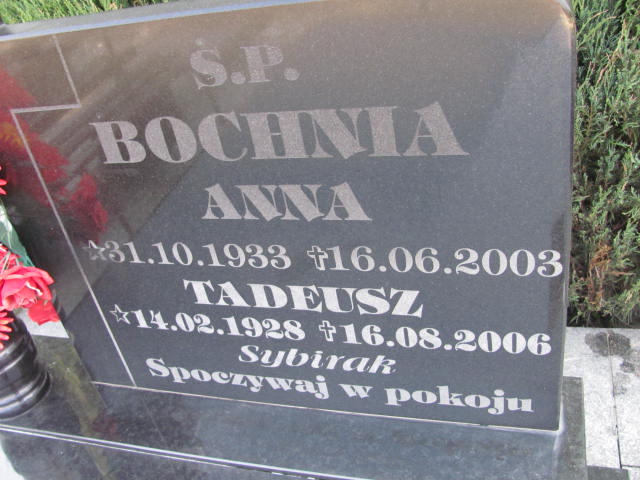 Ś.P.
BOCHNIA
ANNA
☆31.10.1933 ✝16.06.2003
TADEUSZ
☆14.02.1928 ✝16.08.2006
Sybirak
Spoczywaj w pokoju